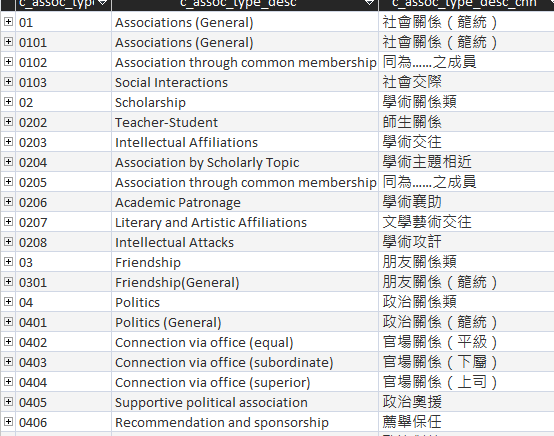 c_assoc_type c_assoc_type_desc c_assoc_type_desc_chn
01 Associations (General) 社會關係（籠統）
0101 Associations (General) 社會關係（籠統）
0102 Association through common membership 同為……之成員
0103 Social Interactions 社會交際
02 Scholarship 學術關係類
0202 Teacher-Student 師生關係
0203 Intellectual Affiliations 學術交往
0204 Association by Scholarly Topic 學術主題相近
0205 Association through common membership 同為……之成員
0206 Academic Patronage 學術襄助
0207 Literary and Artistic Affiliations 文學藝術交往
0208 Intellectual Attacks 學術攻訐
03 Friendship 朋友關係類
0301 Friendship(General) 朋友關係（籠統）
04 Politics 政治關係類
0401 Politics (General) 政治關係（籠統）
0402 Connection via office (equal) 官場關係（平級）
0403 Connection via office (subordinate) 官場關係（下屬）
0404 Connection via office (superior) 官場關係（上司）
0405 Supportive political association 政治奧援
0406 Recommendation and sponsorship 薦舉保任